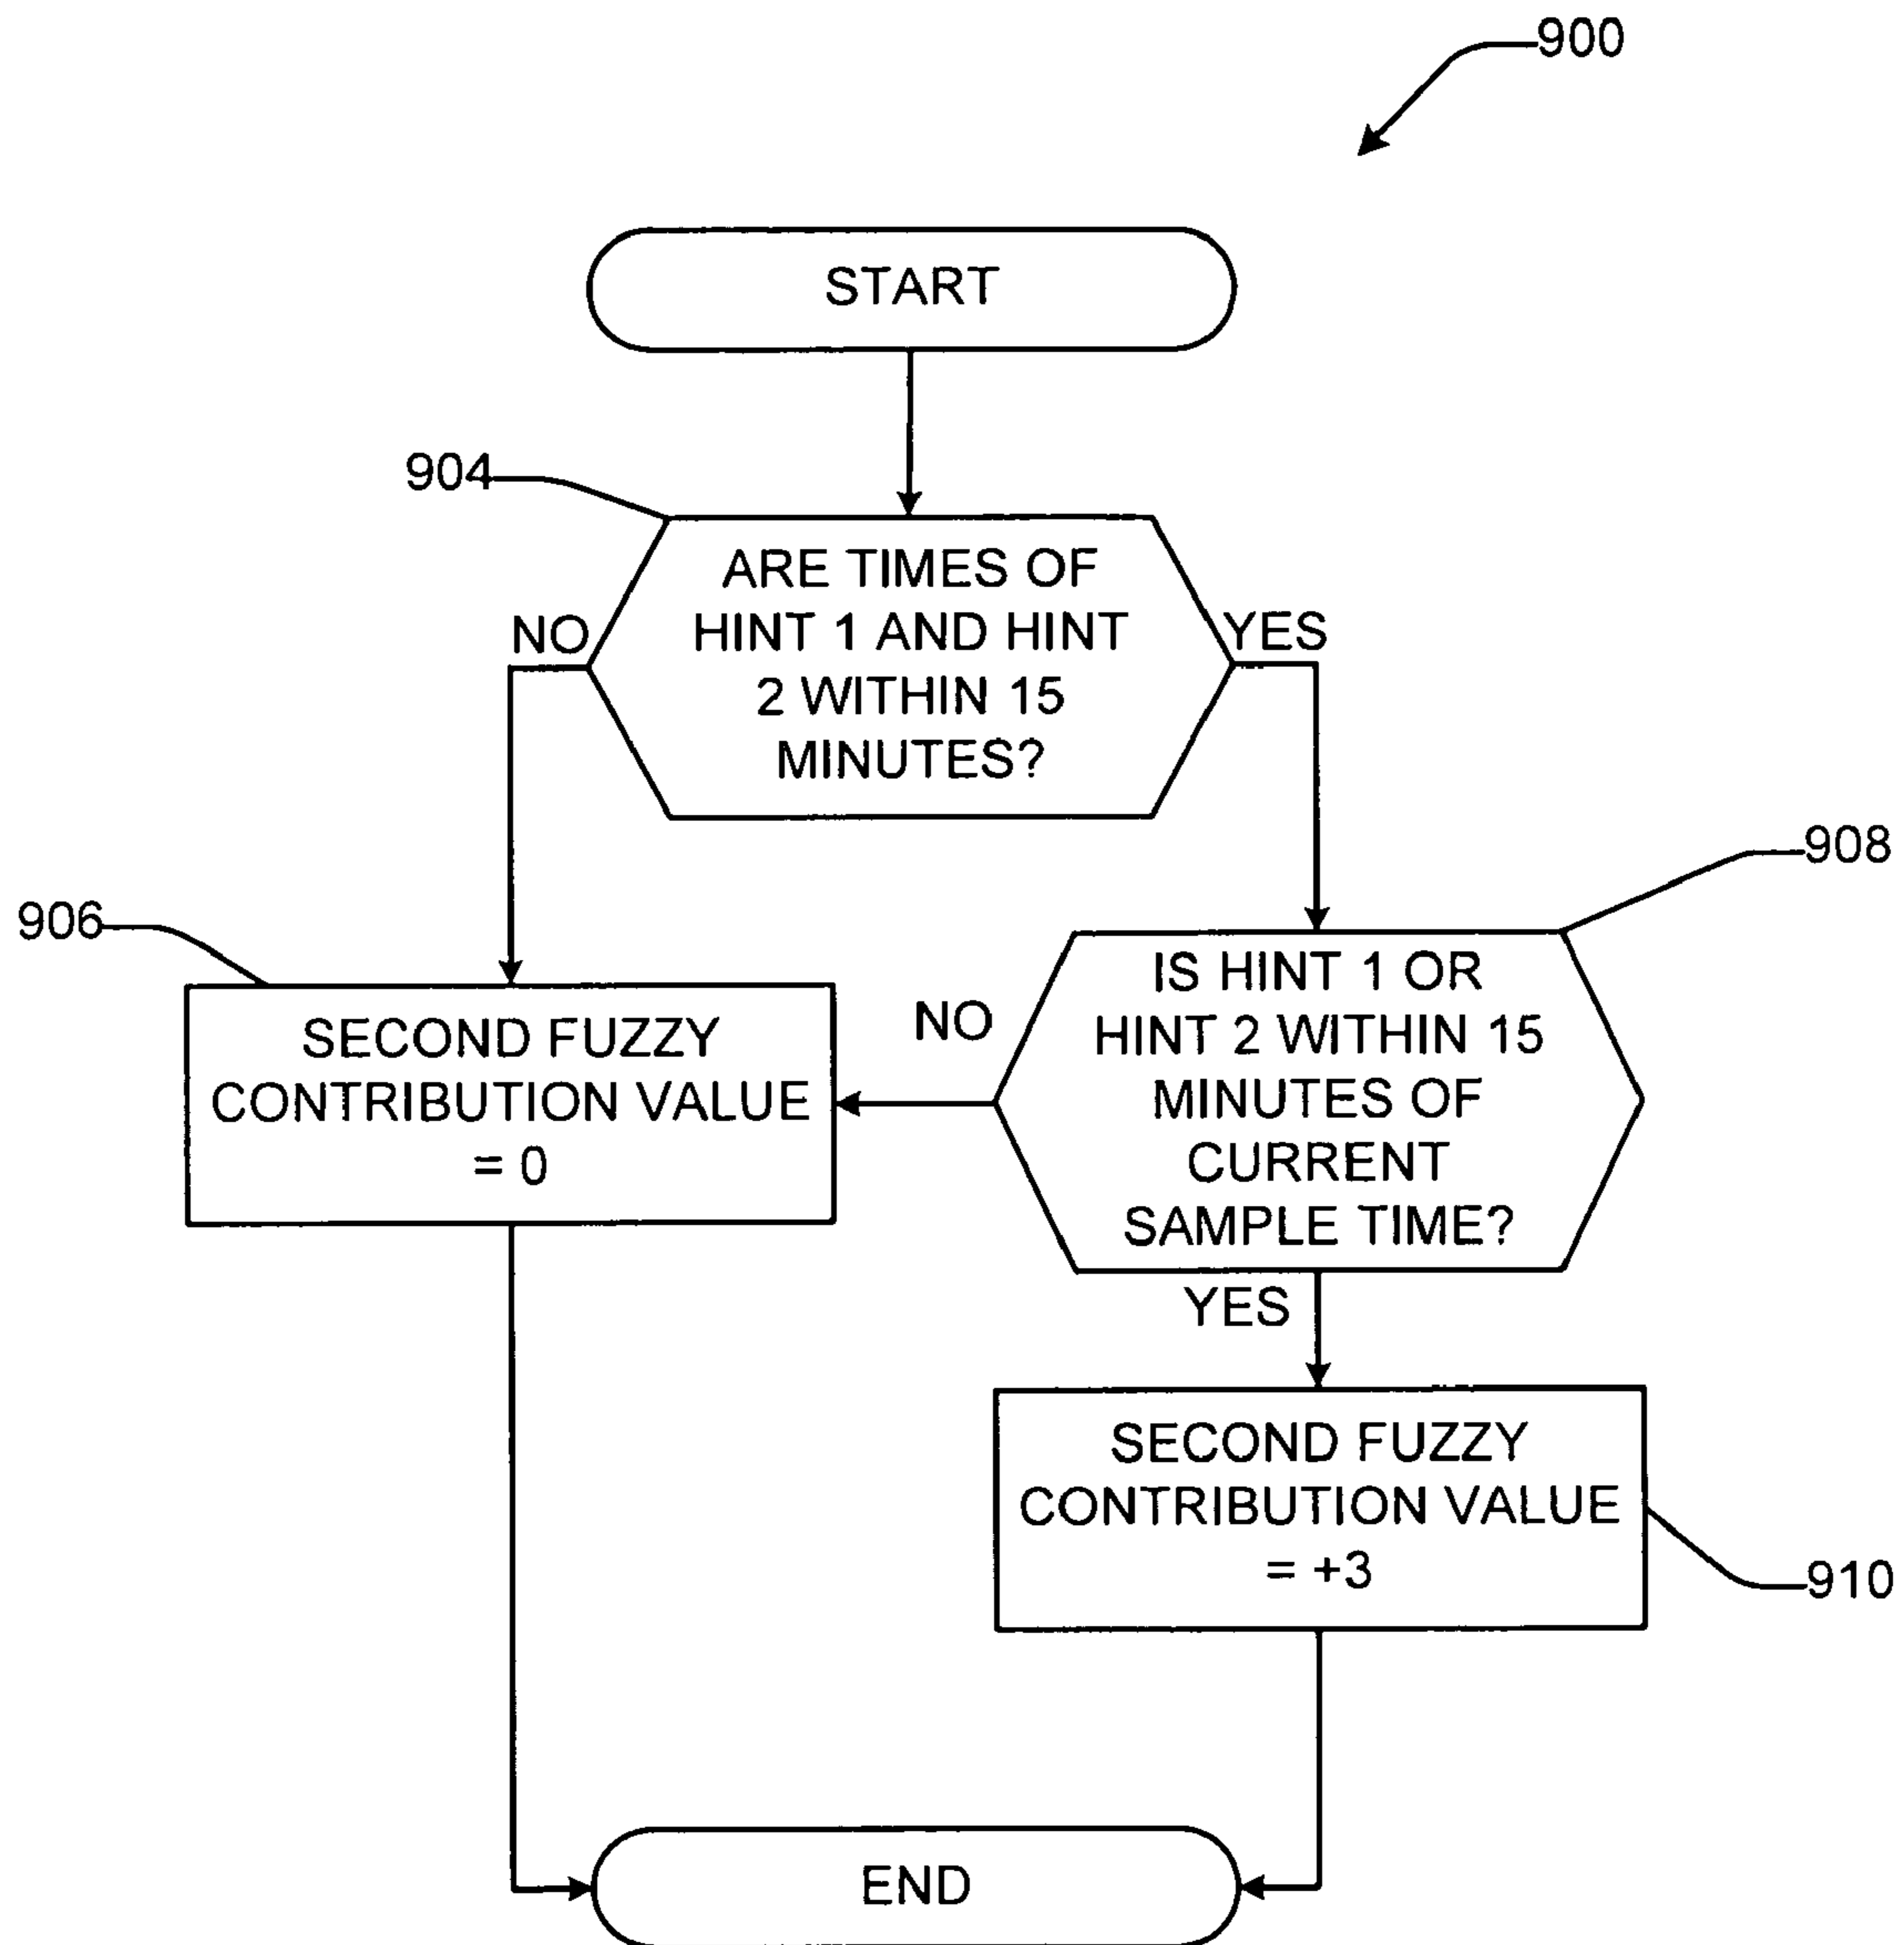 900
START
904
ARE TIMES OF
HINT 1 AND HINT
2 WITHIN 15
MINUTES?
NO
YES
908
906
IS HINT 1 OR
HINT 2 WITHIN 15
MINUTES OF
CURRENT
SAMPLE TIME?
NO
SECOND FUZZY
CONTRIBUTION VALUE
= 0
YES
SECOND FUZZY
CONTRIBUTION VALUE
= +3
910
END